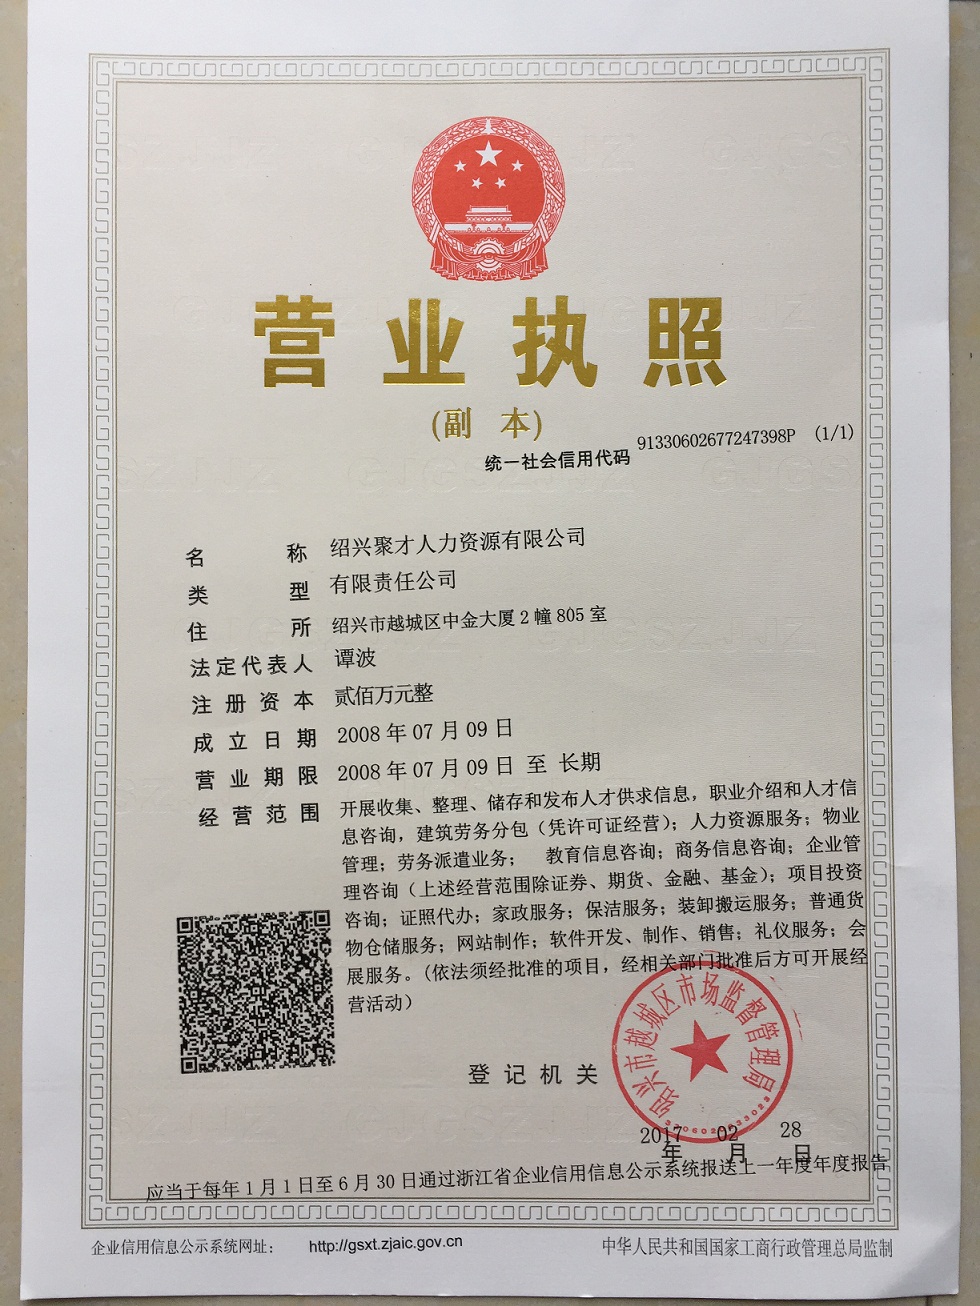 营业执照
(副 本)
统一社会信用代码 91330602677247398P (1/1)
名 称 绍兴聚才人力资源有限公司
类 型 有限责任公司
住 所 绍兴市越城区中金大厦2幢805室
法定代表人 谭波
注册资本 贰佰万元整
成立日期 2008年07月09日
营业期限 2008年07月09日 至 长期
经营范围 开展收集、整理、储存和发布人才供求信息，职业介绍和人才信
息咨询，建筑劳务分包（凭许可证经营）；人力资源服务；物业
管理；劳务派遣业务； 教育信息咨询；商务信息咨询；企业管
理咨询（上述经营范围除证券、期货、金融、基金）；项目投资
咨询；证照代办；家政服务；保洁服务；装卸搬运服务；普通货
物仓储服务；网站制作；软件开发、制作、销售；礼仪服务；会
展服务。（依法须经批准的项目，经相关部门批准后方可开展经
营活动）
登记机关
绍兴市越城区市场监督管理局
2017年 02月 28日
应当于每年1月1日至6月30日通过浙江省企业信用信息公示系统报送上一年度年度报告
企业信用信息公示系统网址： http://gsxt.zjaic.gov.cn
中华人民共和国国家工商行政管理总局监制